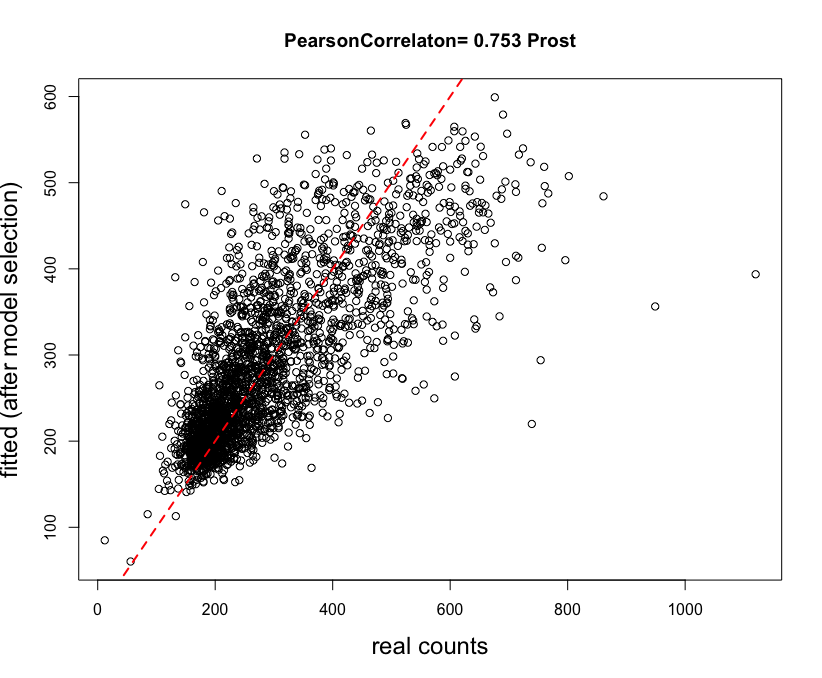 PearsonCorrelaton= 0.753 Prost
600
500
400
300
200
100
fitted (after model selection)
0 200 400 600 800 1000
real counts